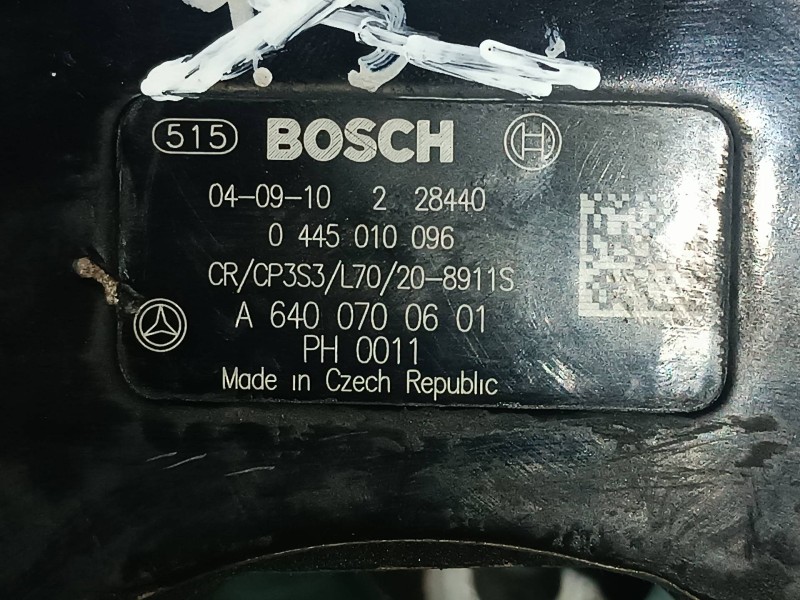 515 BOSCH
04-09-10 2 28440
0 445 010 096
CR/CP3S3/L70/20-8911S
A 640 070 06 01
PH 0011
Made in Czech Republic